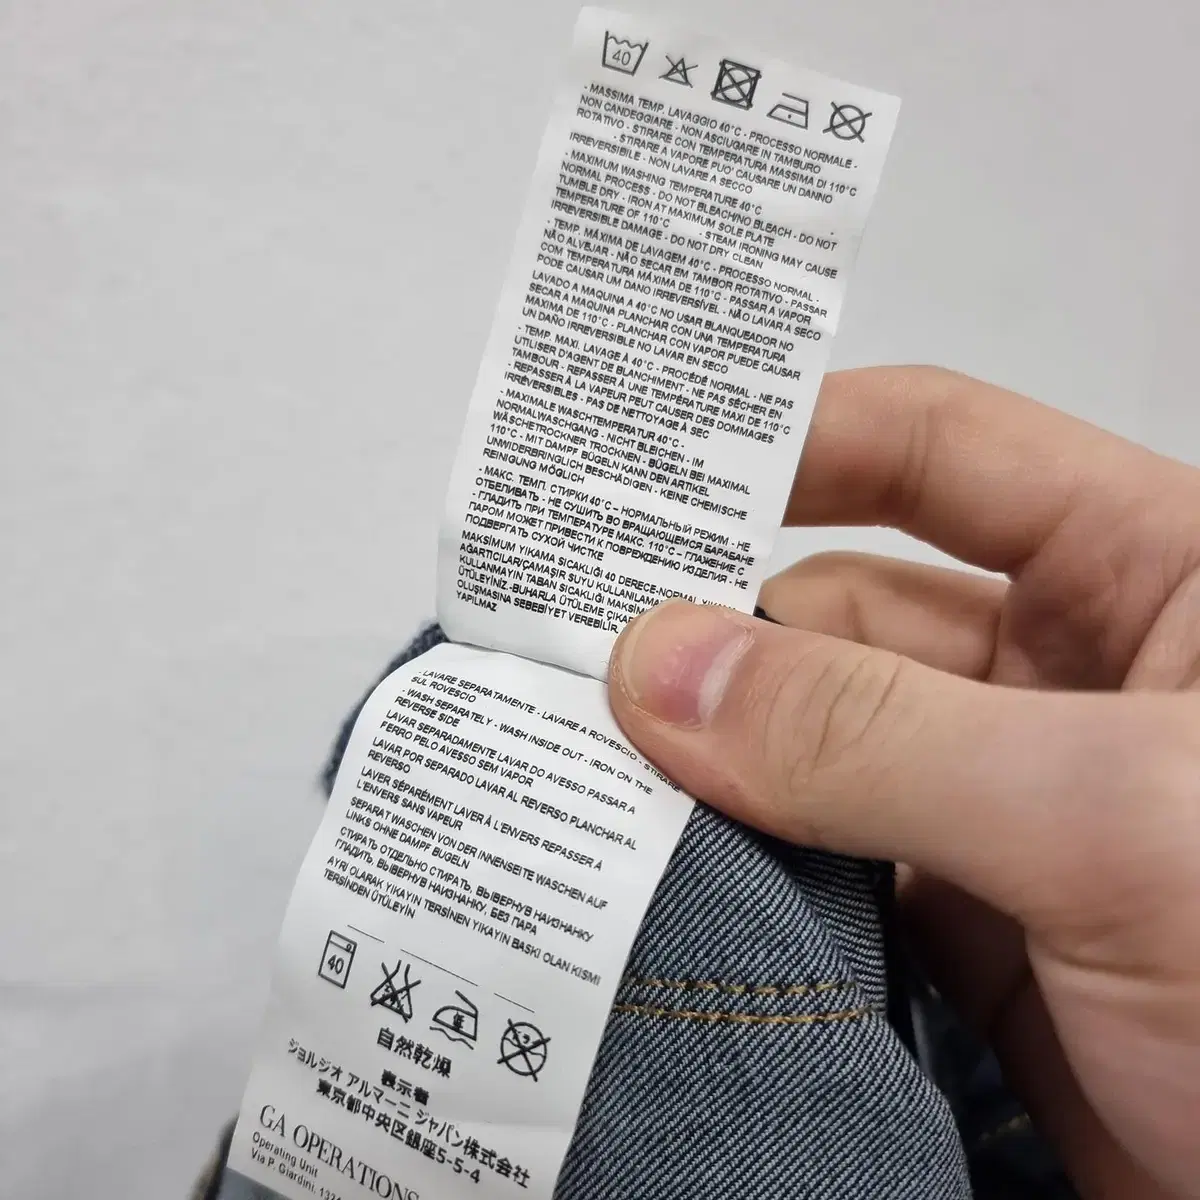 40
- MASSIMA TEMP. LAVAGGIO 40°C - PROCESSO NORMALE -
NON CANDEGGIARE - NON ASCIUGARE IN TAMBURO
ROTATIVO - STIRARE CON TEMPERATURA MASSIMA DI 110°C
- STIRARE A VAPORE PUO' CAUSARE UN DANNO
IRREVERSIBILE - NON LAVARE A SECCO
- MAXIMUM WASHING TEMPERATURE 40°C
NORMAL PROCESS - DO NOT BLEACH/NO BLEACH - DO NOT
TUMBLE DRY - IRON AT MAXIMUM SOLE PLATE
TEMPERATURE OF 110°C - STEAM IRONING MAY CAUSE
IRREVERSIBLE DAMAGE - DO NOT DRY CLEAN
- TEMP. MÁXIMA DE LAVAGEM 40°C - PROCESSO NORMAL -
NÃO ALVEJAR - NÃO SECAR EM TAMBOR ROTATIVO - PASSAR
COM TEMPERATURA MÁXIMA DE 110°C - PASSAR A VAPOR
PODE CAUSAR UM DANO IRREVERSÍVEL - NÃO LAVAR A SECO
LAVADO A MAQUINA A 40°C NO USAR BLANQUEADOR NO
SECAR A MAQUINA PLANCHAR CON UNA TEMPERATURA
MAXIMA DE 110°C - PLANCHAR CON VAPOR PUEDE CAUSAR
UN DAÑO IRREVERSIBLE NO LAVAR EN SECO
- TEMP. MAXI. LAVAGE À 40°C - PROCÉDÉ NORMAL - NE PAS
UTILISER D'AGENT DE BLANCHIMENT - NE PAS SÉCHER EN
TAMBOUR - REPASSER À UNE TEMPÉRATURE MAXI DE 110°C
- REPASSER À LA VAPEUR PEUT CAUSER DES DOMMAGES
IRRÉVERSIBLES - PAS DE NETTOYAGE À SEC
- MAXIMALE WASCHTEMPERATUR 40°C -
NORMALWASCHGANG - NICHT BLEICHEN - IM
WÄSCHETROCKNER TROCKNEN - BÜGELN BEI MAXIMAL
110°C - MIT DAMPF BÜGELN KANN DEN ARTIKEL
UNWIDERBRINGLICH BESCHÄDIGEN - KEINE CHEMISCHE
REINIGUNG MÖGLICH
- МАКС. ТЕМП. СТИРКИ 40°C – НОРМАЛЬНЫЙ РЕЖИМ - НЕ
ОТБЕЛИВАТЬ - НЕ СУШИТЬ ВО ВРАЩАЮЩЕМСЯ БАРАБАНЕ
- ГЛАДИТЬ ПРИ ТЕМПЕРАТУРЕ МАКС. 110°C – ГЛАЖЕНИЕ С
ПАРОМ МОЖЕТ ПРИВЕСТИ К ПОВРЕЖДЕНИЮ ИЗДЕЛИЯ - НЕ
ПОДВЕРГАТЬ СУХОЙ ЧИСТКЕ
MAKSİMUM YIKAMA SICAKLIĞI 40 DERECE-NORMAL
AĞARTICILAR/ÇAMAŞIR SUYU
KULLANMAYIN TABAN SICAKLIĞI
ÜTÜLEYİNİZ.-BUHARLA ÜTÜLEME
OLUŞMASINA SEBEBİYET VEREBİLİR.
YAPILMAZ
- LAVARE SEPARATAMENTE - LAVARE A ROVESCIO - STIRARE
SUL ROVESCIO
- WASH SEPARATELY - WASH INSIDE OUT - IRON ON THE
REVERSE SIDE
LAVAR SEPARADAMENTE LAVAR DO AVESSO PASSAR A
FERRO PELO AVESSO SEM VAPOR
LAVAR POR SEPARADO LAVAR AL REVERSO PLANCHAR AL
REVERSO
LAVER SÉPARÉMENT LAVER À L'ENVERS REPASSER À
L'ENVERS SANS VAPEUR
SEPARAT WASCHEN VON DER INNENSEITE WASCHEN AUF
LINKS OHNE DAMPF BUGELN
СТИРАТЬ ОТДЕЛЬНО СТИРАТЬ, ВЫВЕРНУВ НАИЗНАНКУ
ГЛАДИТЬ, ВЫВЕРНУВ НАИЗНАНКУ, БЕЗ ПАРА
AYRI OLARAK YIKAYIN TERSİNEN YIKAYIN BASKI OLAN KISMI
TERSİNDEN ÜTÜLEYİN
40 低
自然乾燥
表示者
ジョルジオ アルマーニ ジャパン株式会社
東京都中央区銀座5-5-4
GA OPERATIONS
Operating Unit
Via P. Giardini,